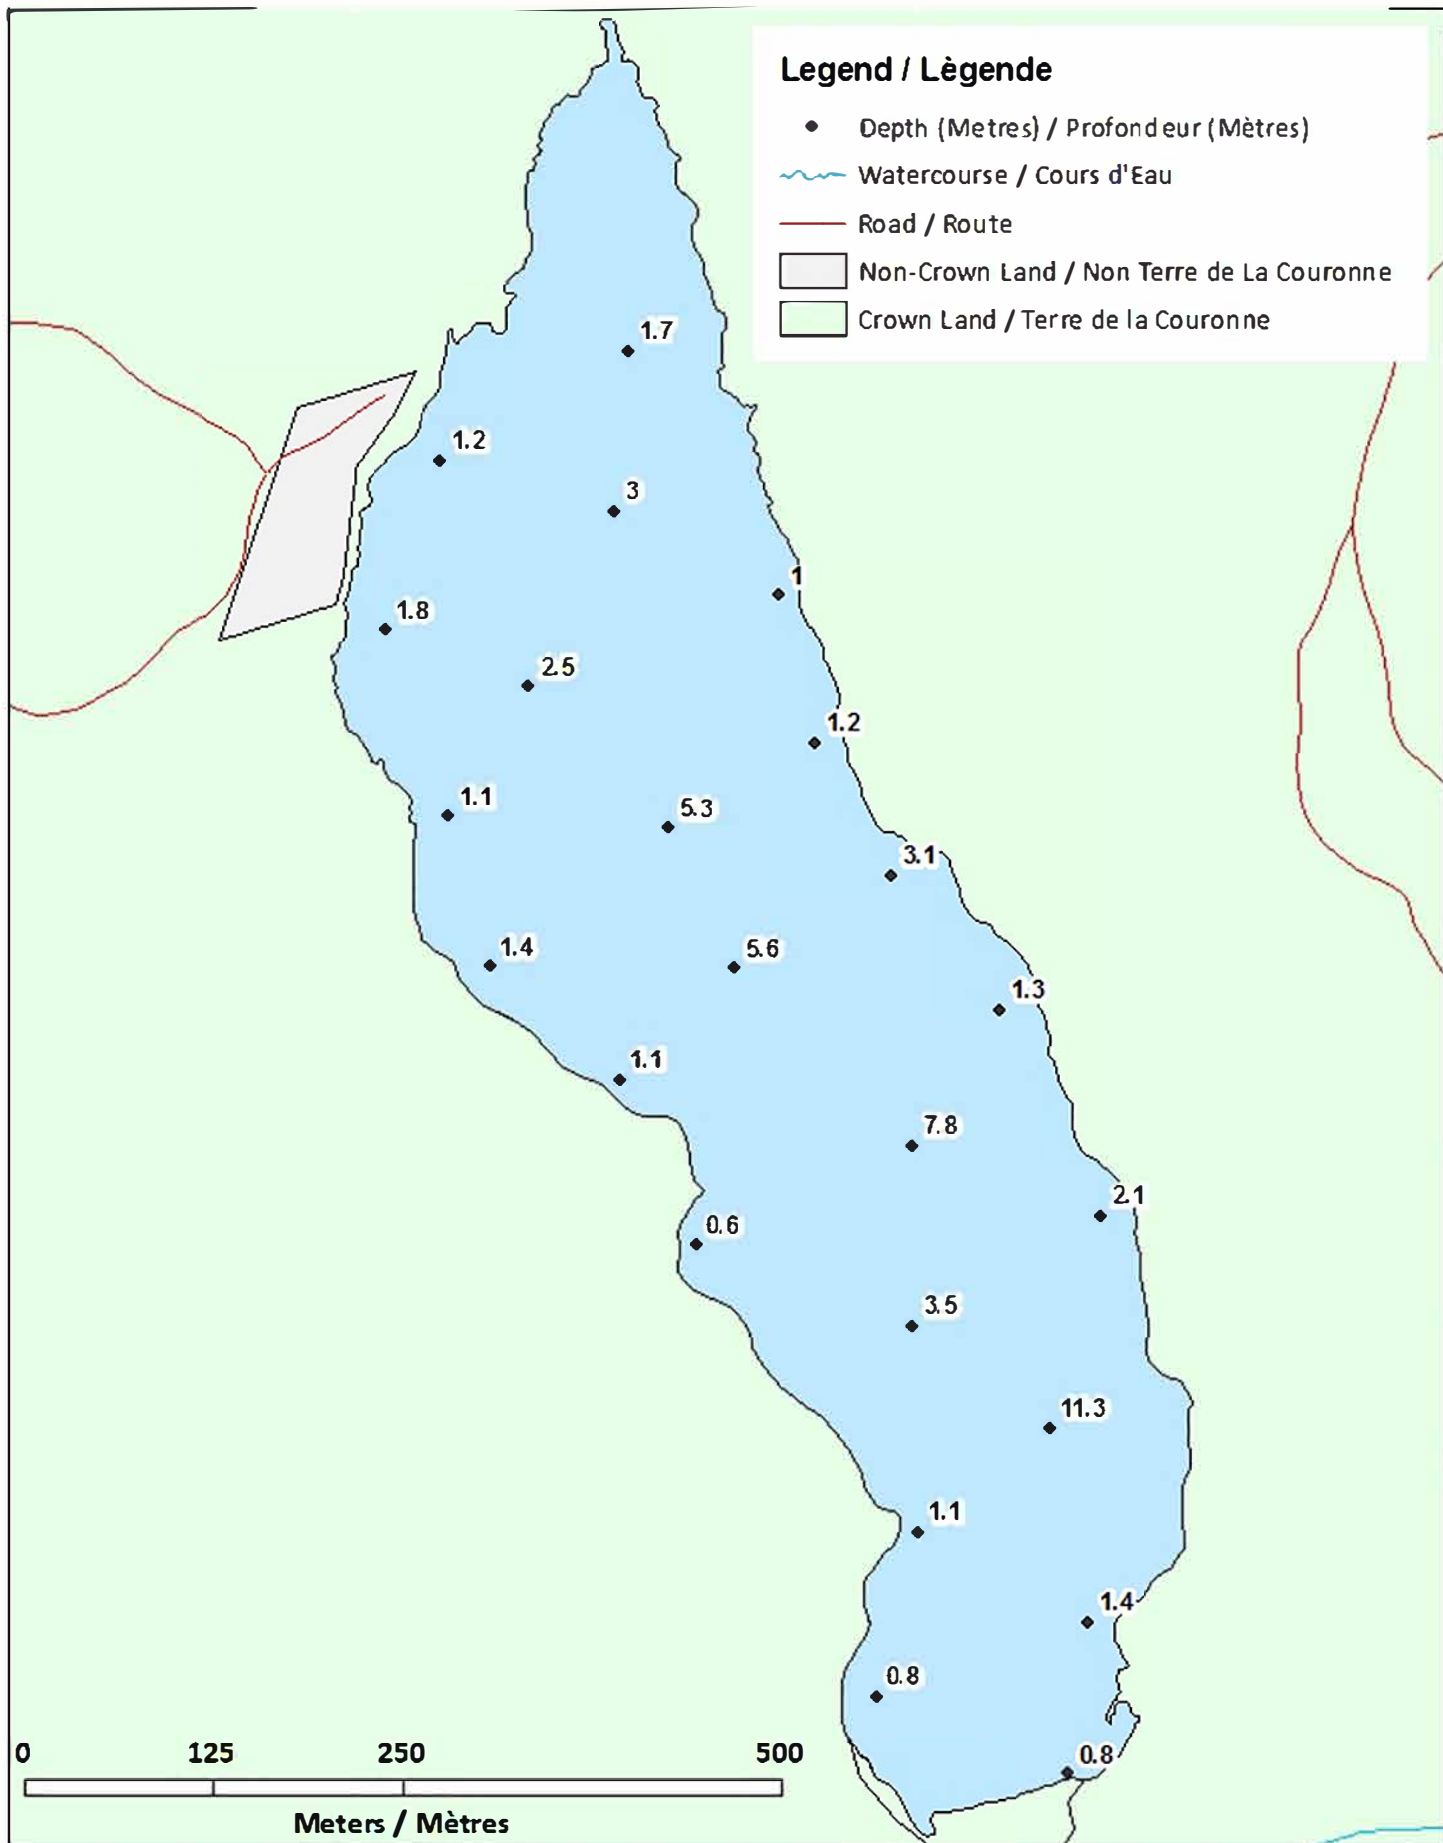 Legend / Lègende
Depth (Metres) / Profondeur (Mètres)
Watercourse / Cours d'Eau
Road / Route
Non-Crown Land / Non Terre de La Couronne
Crown Land / Terre de la Couronne
1.7
1.2
3
1
1.8
2.5
1.2
1.1
5.3
3.1
1.4
5.6
1.3
1.1
7.8
2.1
0.6
3.5
11.3
1.1
1.4
0.8
0.8
0 125 250 500
Meters / Mètres